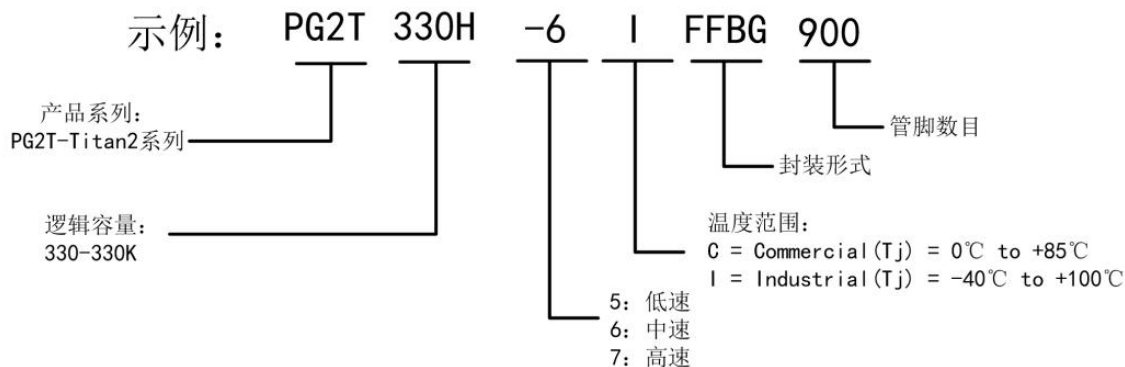 示例： PG2T 330H -6 I FFBG 900
产品系列：
PG2T-Titan2系列
管脚数目
封装形式
逻辑容量：
330-330K
温度范围：
C = Commercial(Tj) = 0℃ to +85℃
I = Industrial(Tj) = -40℃ to +100℃
5：低速
6：中速
7：高速